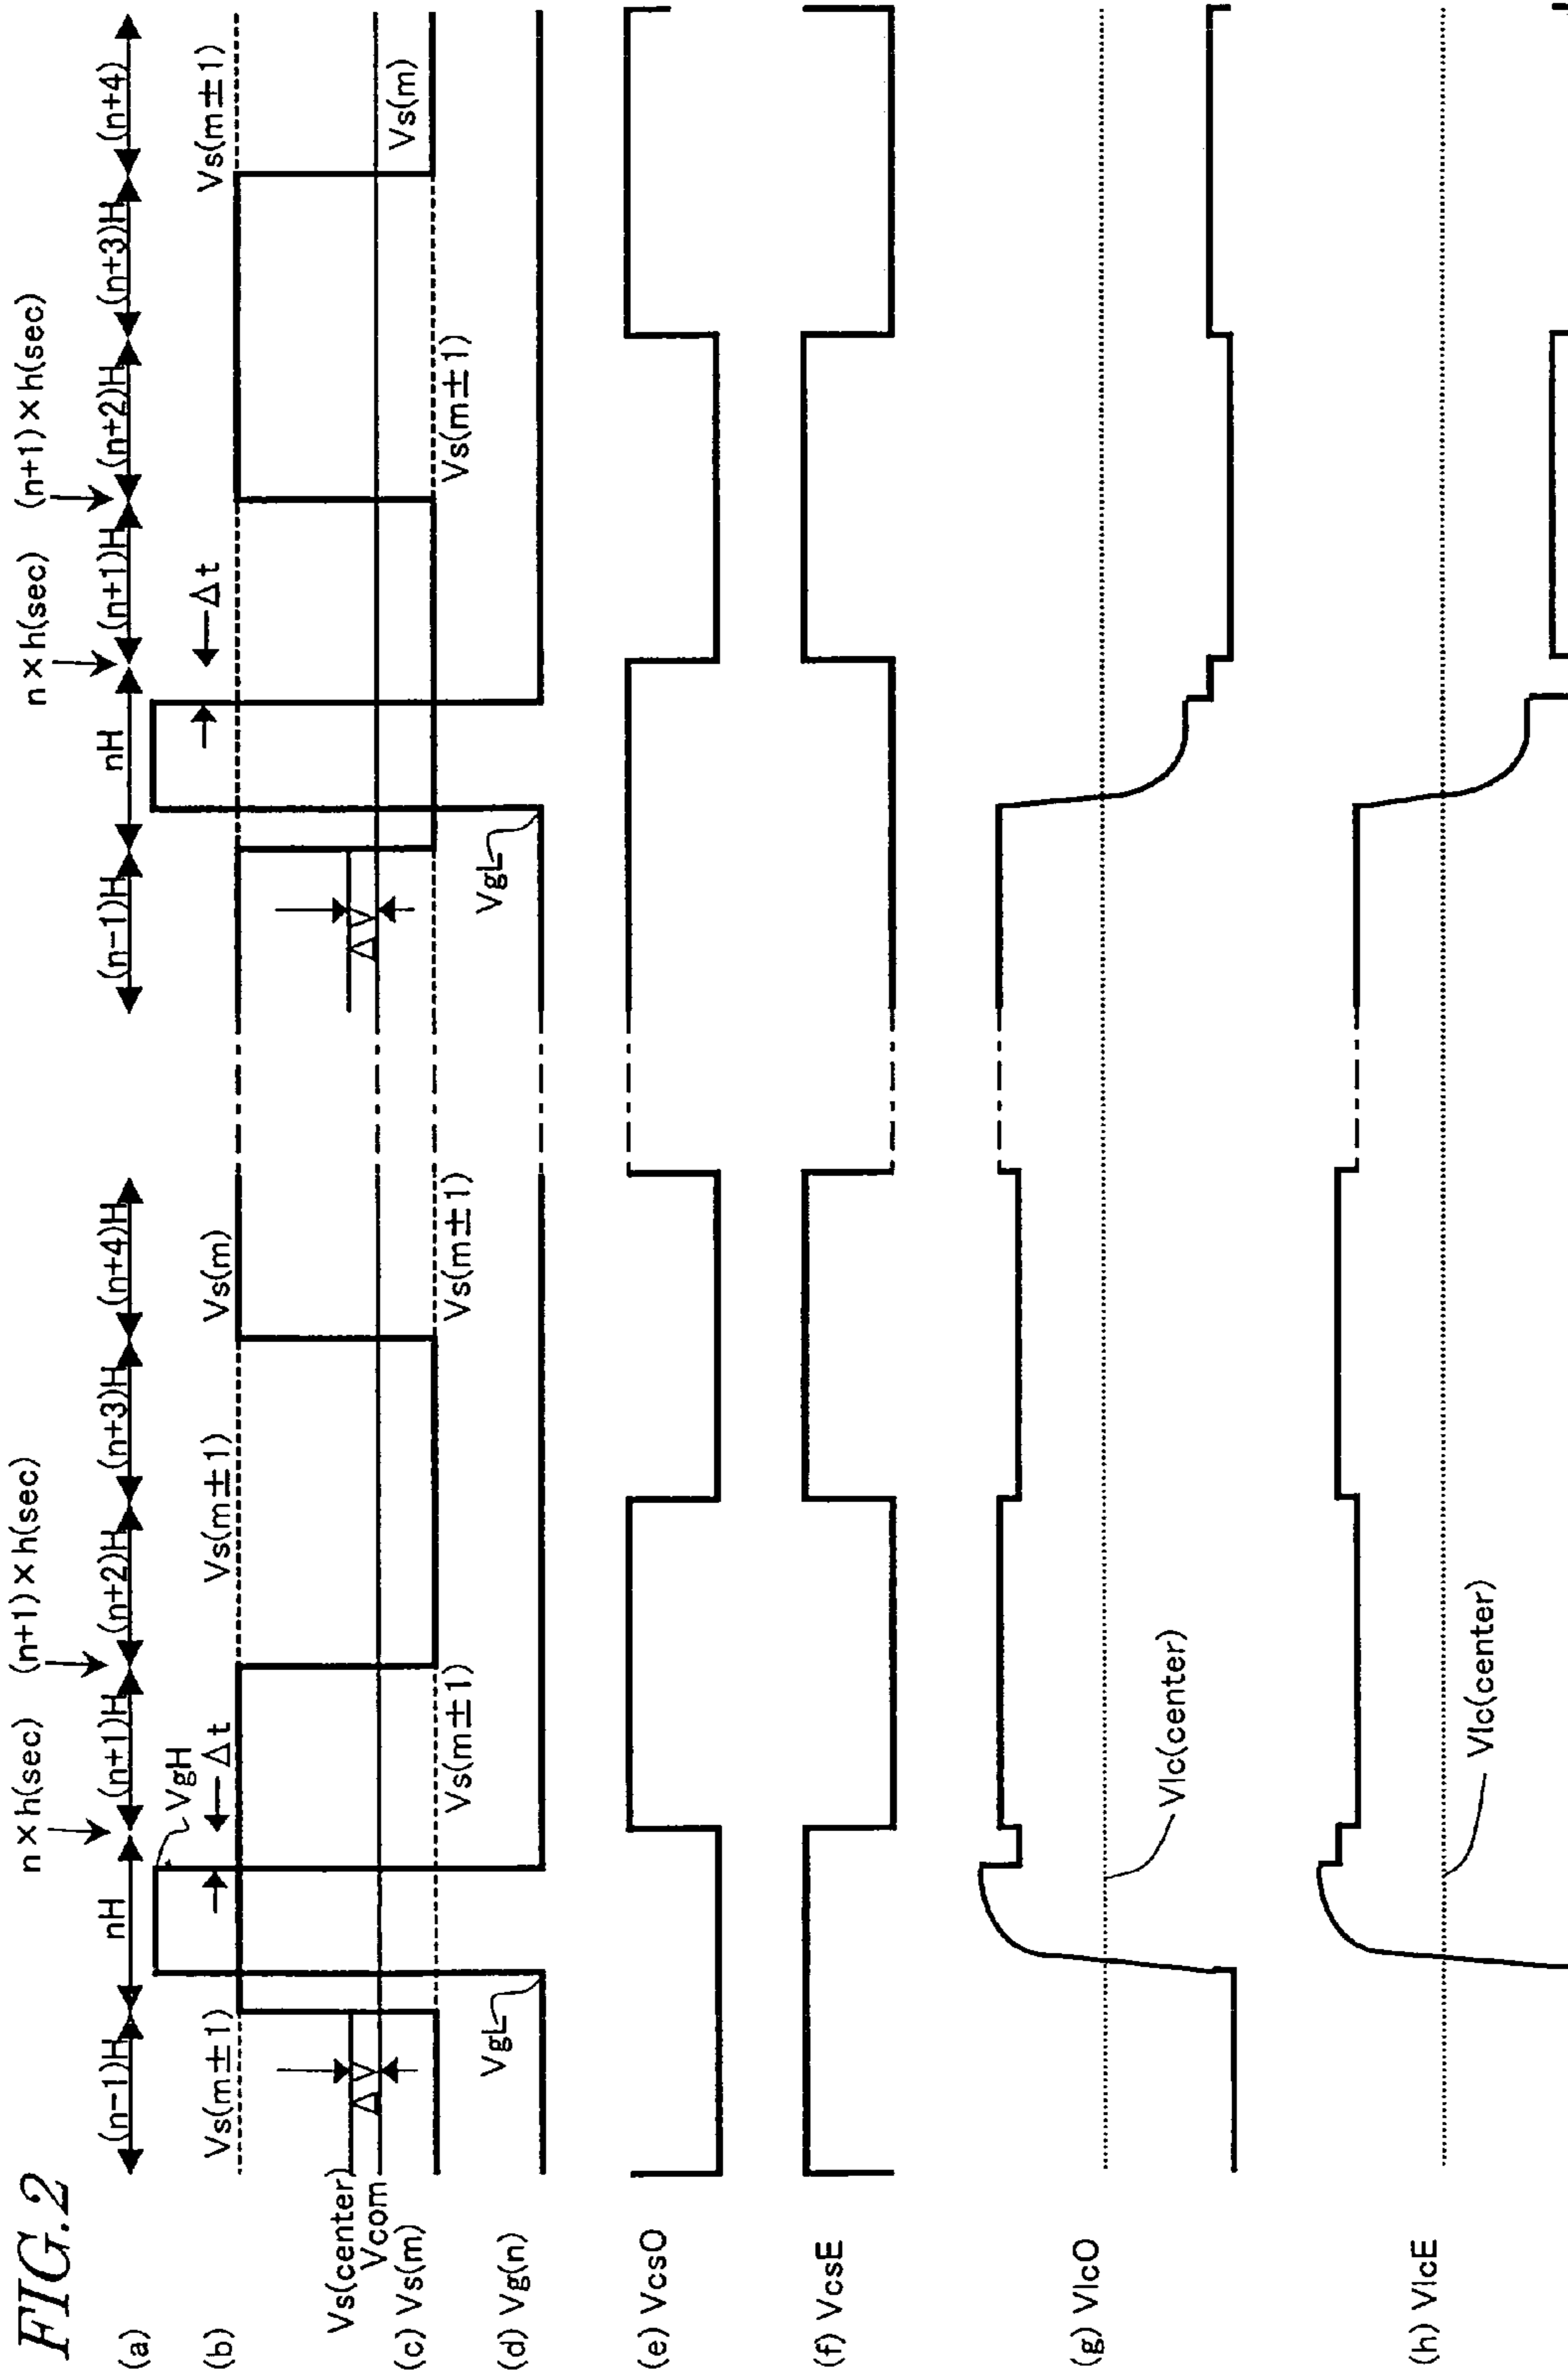 FIG.2
n×h(sec) (n+1)×h(sec) n×h(sec) (n+1)×h(sec)
(a) (n-1)H nH (n+1)H (n+2)H (n+3)H (n+4)H (n-1)H nH (n+1)H (n+2)H (n+3)H (n+4)
VgH
(b) Vs(m±1) Δt Vs(m±1) Vs(m) Δt Vs(m±1)
Vs(center) ΔV ΔV
Vcom
Vs(m)
(c) Vs(m) Vs(m±1) Vs(m±1) Vs(m±1)
VgL VgL
(d) Vg(n)
(e) VcsO
(f) VcsE
(g) VlcO
Vlc(center)
(h) VlcE
Vlc(center)